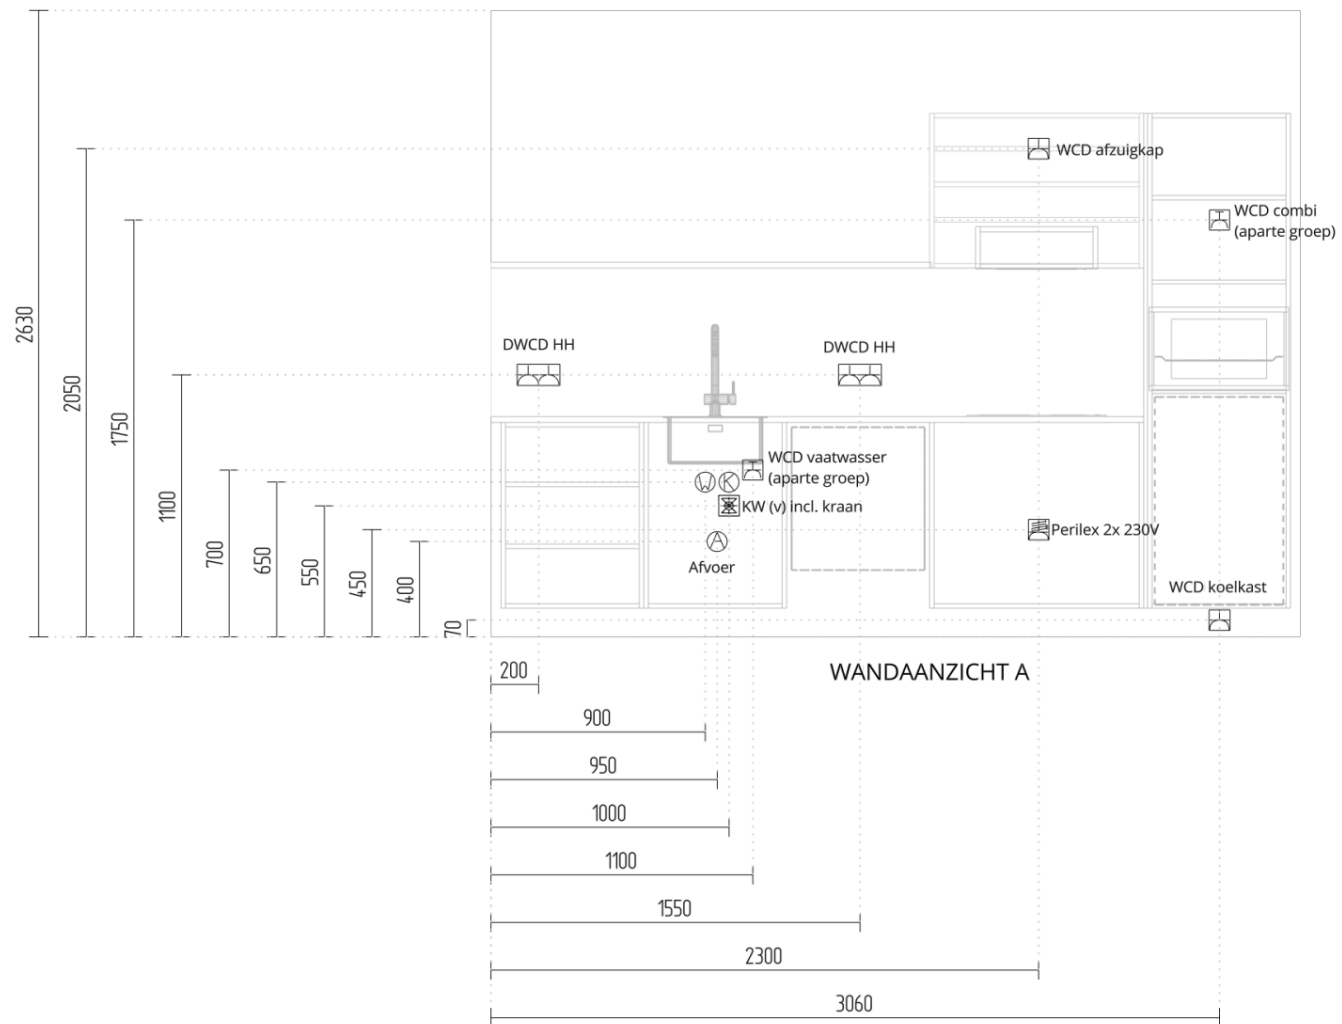 WCD afzuigkap
WCD combi
(aparte groep)
2630
2050
1750
1100
700
650
550
450
400
70
DWCD HH
DWCD HH
WCD vaatwasser
(aparte groep)
W K
KW (v) incl. kraan
A
Afvoer
Perilex 2x 230V
WCD koelkast
WANDAANZICHT A
200
900
950
1000
1100
1550
2300
3060